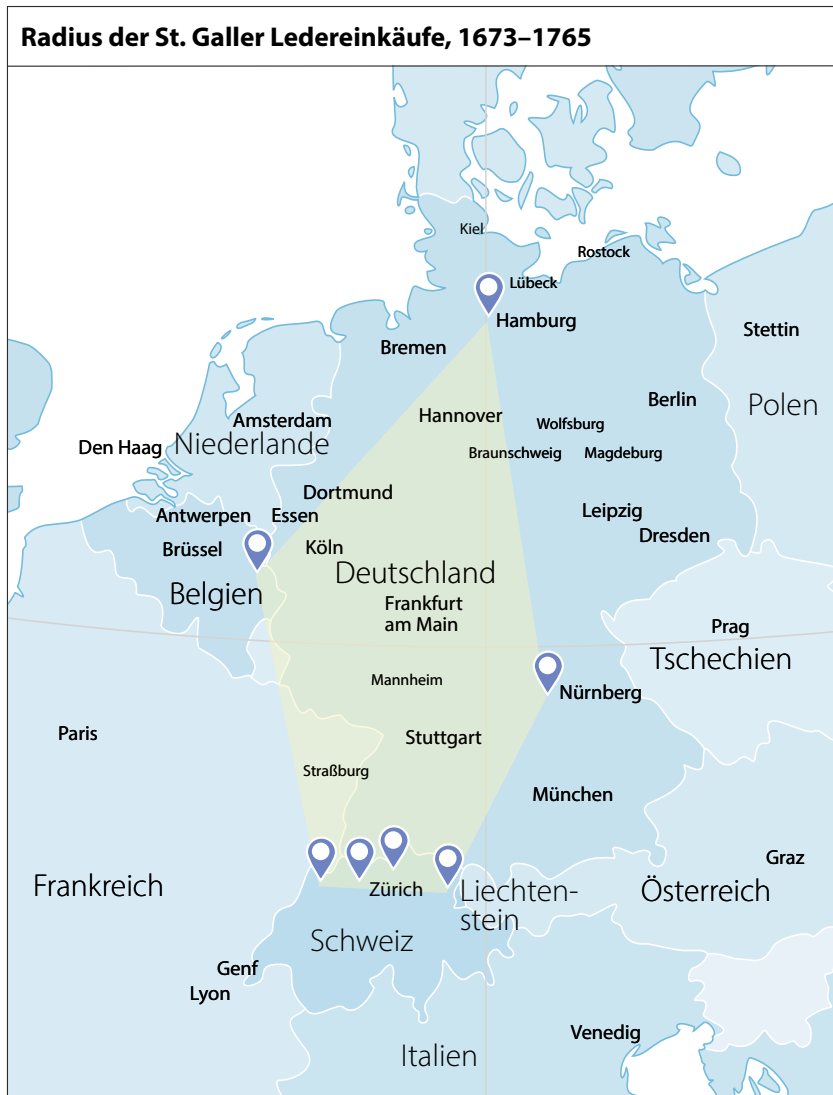 Radius der St. Galler Ledereinkäufe, 1673–1765
Kiel
Rostock
Lübeck
Hamburg
Stettin
Bremen
Berlin
Polen
Hannover
Amsterdam
Wolfsburg
Den Haag
Niederlande
Braunschweig
Magdeburg
Dortmund
Antwerpen
Essen
Leipzig
Dresden
Brüssel
Köln
Deutschland
Belgien
Frankfurt
am Main
Prag
Tschechien
Mannheim
Nürnberg
Paris
Stuttgart
Straßburg
München
Graz
Frankreich
Zürich
Liechten-
stein
Österreich
Schweiz
Genf
Lyon
Venedig
Italien